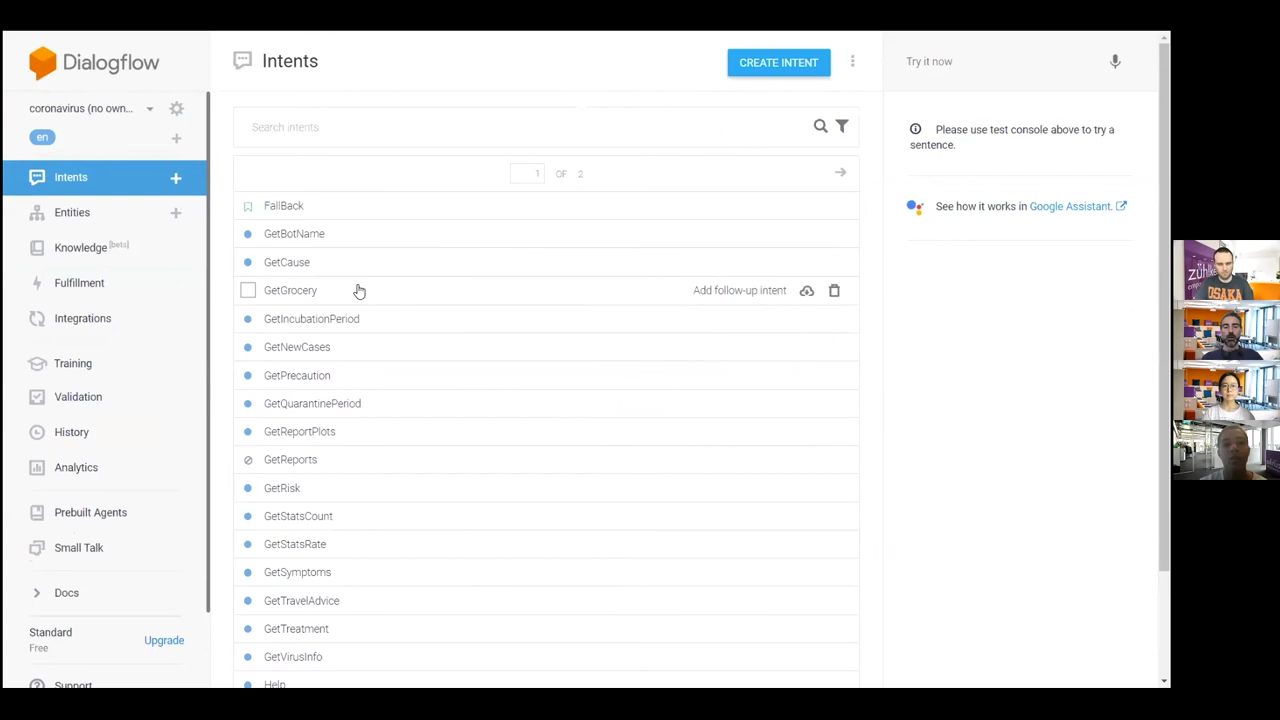 Dialogflow
coronavirus (no own...
en
Intents
Entities
Knowledge [beta]
Fulfillment
Integrations
Training
Validation
History
Analytics
Prebuilt Agents
Small Talk
Docs
Standard
Free
Upgrade
Support
Intents
CREATE INTENT
Search intents
1 OF 2
FallBack
GetBotName
GetCause
GetGrocery Add follow-up intent
GetIncubationPeriod
GetNewCases
GetPrecaution
GetQuarantinePeriod
GetReportPlots
GetReports
GetRisk
GetStatsCount
GetStatsRate
GetSymptoms
GetTravelAdvice
GetTreatment
GetVirusInfo
Help
Try it now
Please use test console above to try a
sentence.
See how it works in Google Assistant.
OSAKA